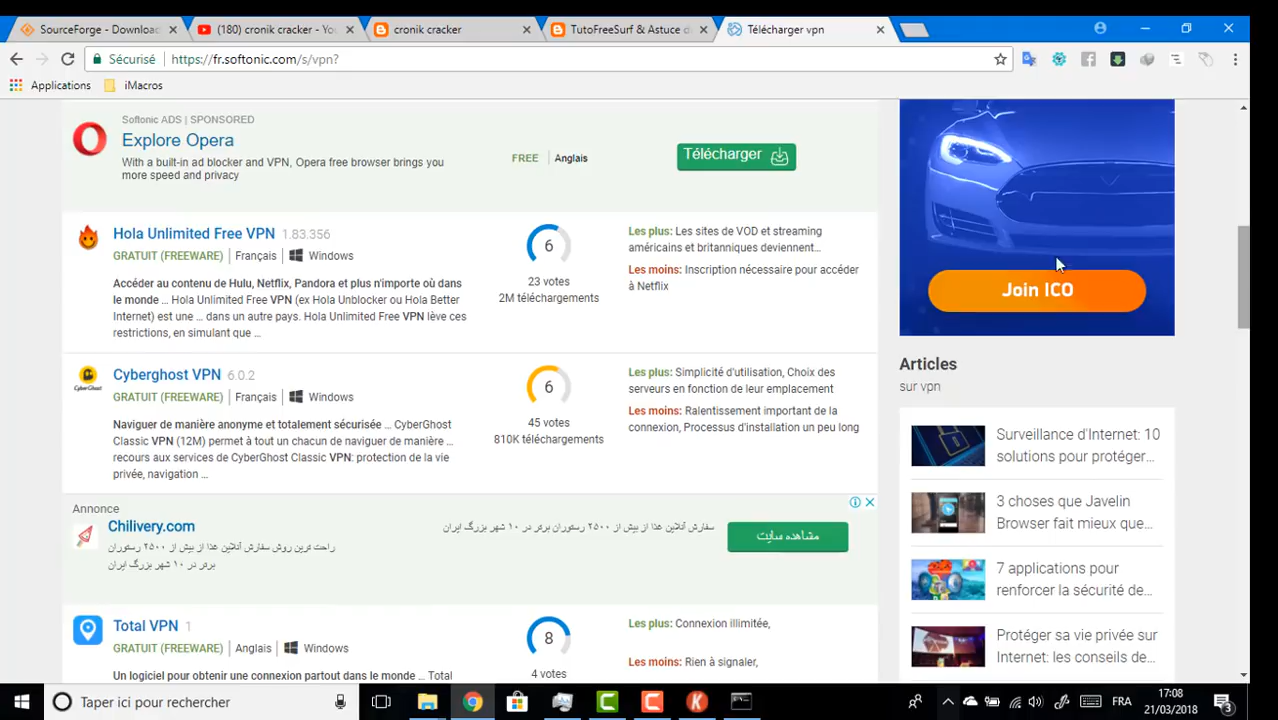 SourceForge - Downloa
(180) cronik cracker - Yo
cronik cracker
TutoFreeSurf & Astuce d
Télécharger vpn
Sécurisé
https://fr.softonic.com/s/vpn?
Applications
iMacros
Softonic ADS | SPONSORED
Explore Opera
With a built-in ad blocker and VPN, Opera free browser brings you
more speed and privacy
FREE
Anglais
Télécharger
Hola Unlimited Free VPN 1.83.356
GRATUIT (FREEWARE) Français Windows
Accéder au contenu de Hulu, Netflix, Pandora et plus n'importe où dans
le monde ... Hola Unlimited Free VPN (ex Hola Unblocker ou Hola Better
Internet) est une ... dans un autre pays. Hola Unlimited Free VPN lève ces
restrictions, en simulant que ...
6
23 votes
2M téléchargements
Les plus: Les sites de VOD et streaming
américains et britanniques deviennent...
Les moins: Inscription nécessaire pour accéder
à Netflix
CyberGhost
Cyberghost VPN 6.0.2
GRATUIT (FREEWARE) Français Windows
Naviguer de manière anonyme et totalement sécurisée ... CyberGhost
Classic VPN (12M) permet à tout un chacun de naviguer de manière ...
recours aux services de CyberGhost Classic VPN: protection de la vie
privée, navigation ...
6
45 votes
810K téléchargements
Les plus: Simplicité d'utilisation, Choix des
serveurs en fonction de leur emplacement
Les moins: Ralentissement important de la
connexion, Processus d'installation un peu long
Annonce
Chilivery.com
راحت ترین روش سفارش آنلاین غذا از بیش از ۲۵۰۰ رستوران
برتر در ۱۰ شهر بزرگ ایران
سفارش آنلاین غذا از بیش از ۲۵۰۰ رستوران برتر در ۱۰ شهر بزرگ ایران
مشاهده سایت
Total VPN 1
GRATUIT (FREEWARE) Anglais Windows
Un logiciel pour obtenir une connexion partout dans le monde ... Total
8
4 votes
Les plus: Connexion illimitée,
Les moins: Rien à signaler,
Join ICO
Articles
sur vpn
Surveillance d'Internet: 10
solutions pour protéger...
3 choses que Javelin
Browser fait mieux que...
7 applications pour
renforcer la sécurité de...
Protéger sa vie privée sur
Internet: les conseils de...
Taper ici pour rechercher
FRA
17:08
21/03/2018
3